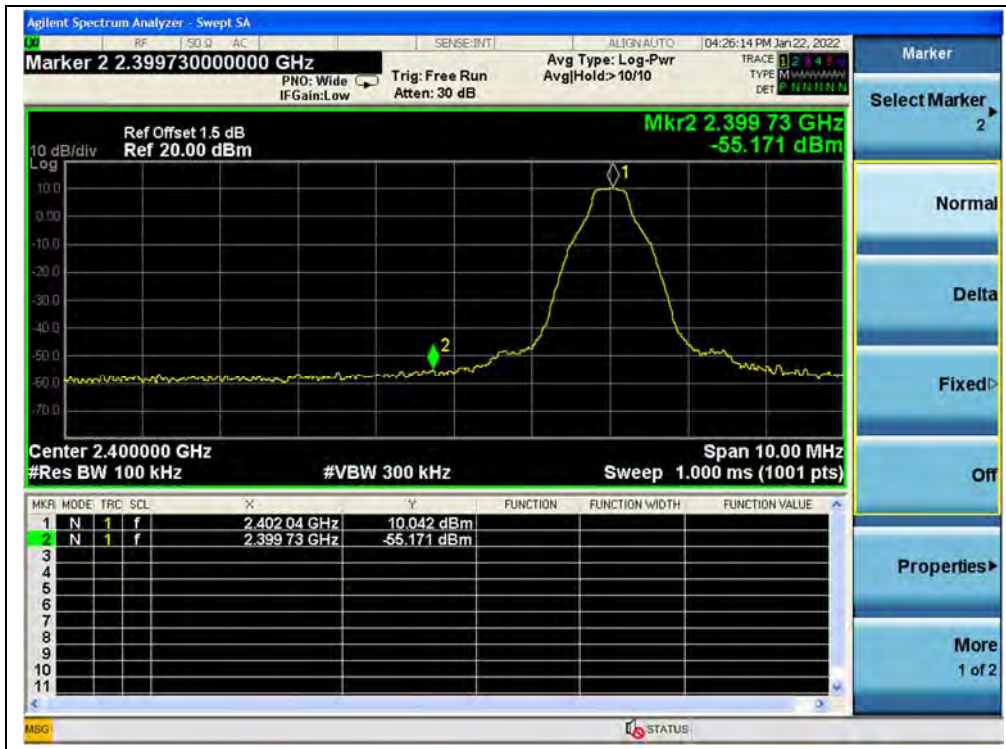 Agilent Spectrum Analyzer - Swept SA
LXI RF 50 Ω AC SENSE:INT ALIGN AUTO 04:26:14 PM Jan 22, 2022
Marker 2 2.399730000000 GHz
PNO: Wide
IFGain:Low
Trig: Free Run
Atten: 30 dB
Avg Type: Log-Pwr
Avg|Hold:>10/10
TRACE 1 2 3 4 5 6
TYPE M
DET P N N N N N
Mkr2 2.399 73 GHz
-55.171 dBm
Ref Offset 1.5 dB
10 dB/div Ref 20.00 dBm
Log
10.0
0.00
-10.0
-20.0
-30.0
-40.0
-50.0
-60.0
-70.0
1
2
Center 2.400000 GHz Span 10.00 MHz
#Res BW 100 kHz #VBW 300 kHz Sweep 1.000 ms (1001 pts)
MKR MODE TRC SCL X Y FUNCTION FUNCTION WIDTH FUNCTION VALUE
1 N 1 f 2.402 04 GHz 10.042 dBm
2 N 1 f 2.399 73 GHz -55.171 dBm
3
4
5
6
7
8
9
10
11
MSG STATUS
Marker
Select Marker
2
Normal
Delta
Fixed
Off
Properties
More
1 of 2